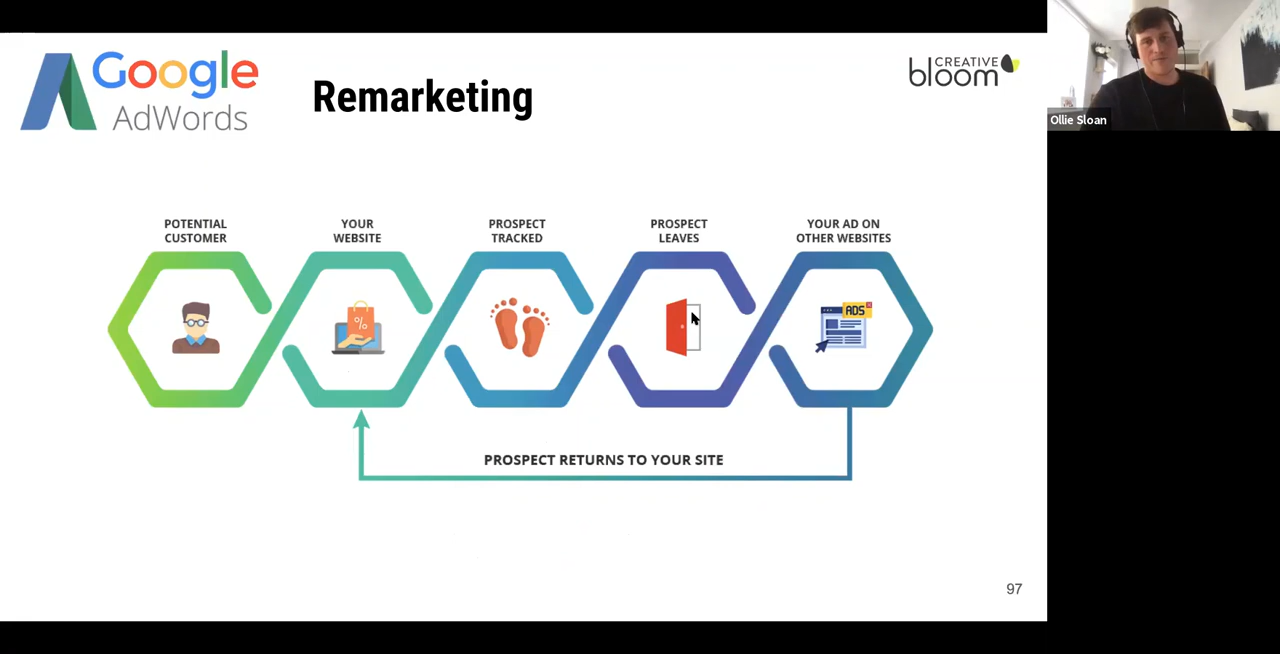 Google
AdWords
Remarketing
CREATIVE
bloom
Ollie Sloan
POTENTIAL
CUSTOMER
YOUR
WEBSITE
PROSPECT
TRACKED
PROSPECT
LEAVES
YOUR AD ON
OTHER WEBSITES
%
ADS
PROSPECT RETURNS TO YOUR SITE
97